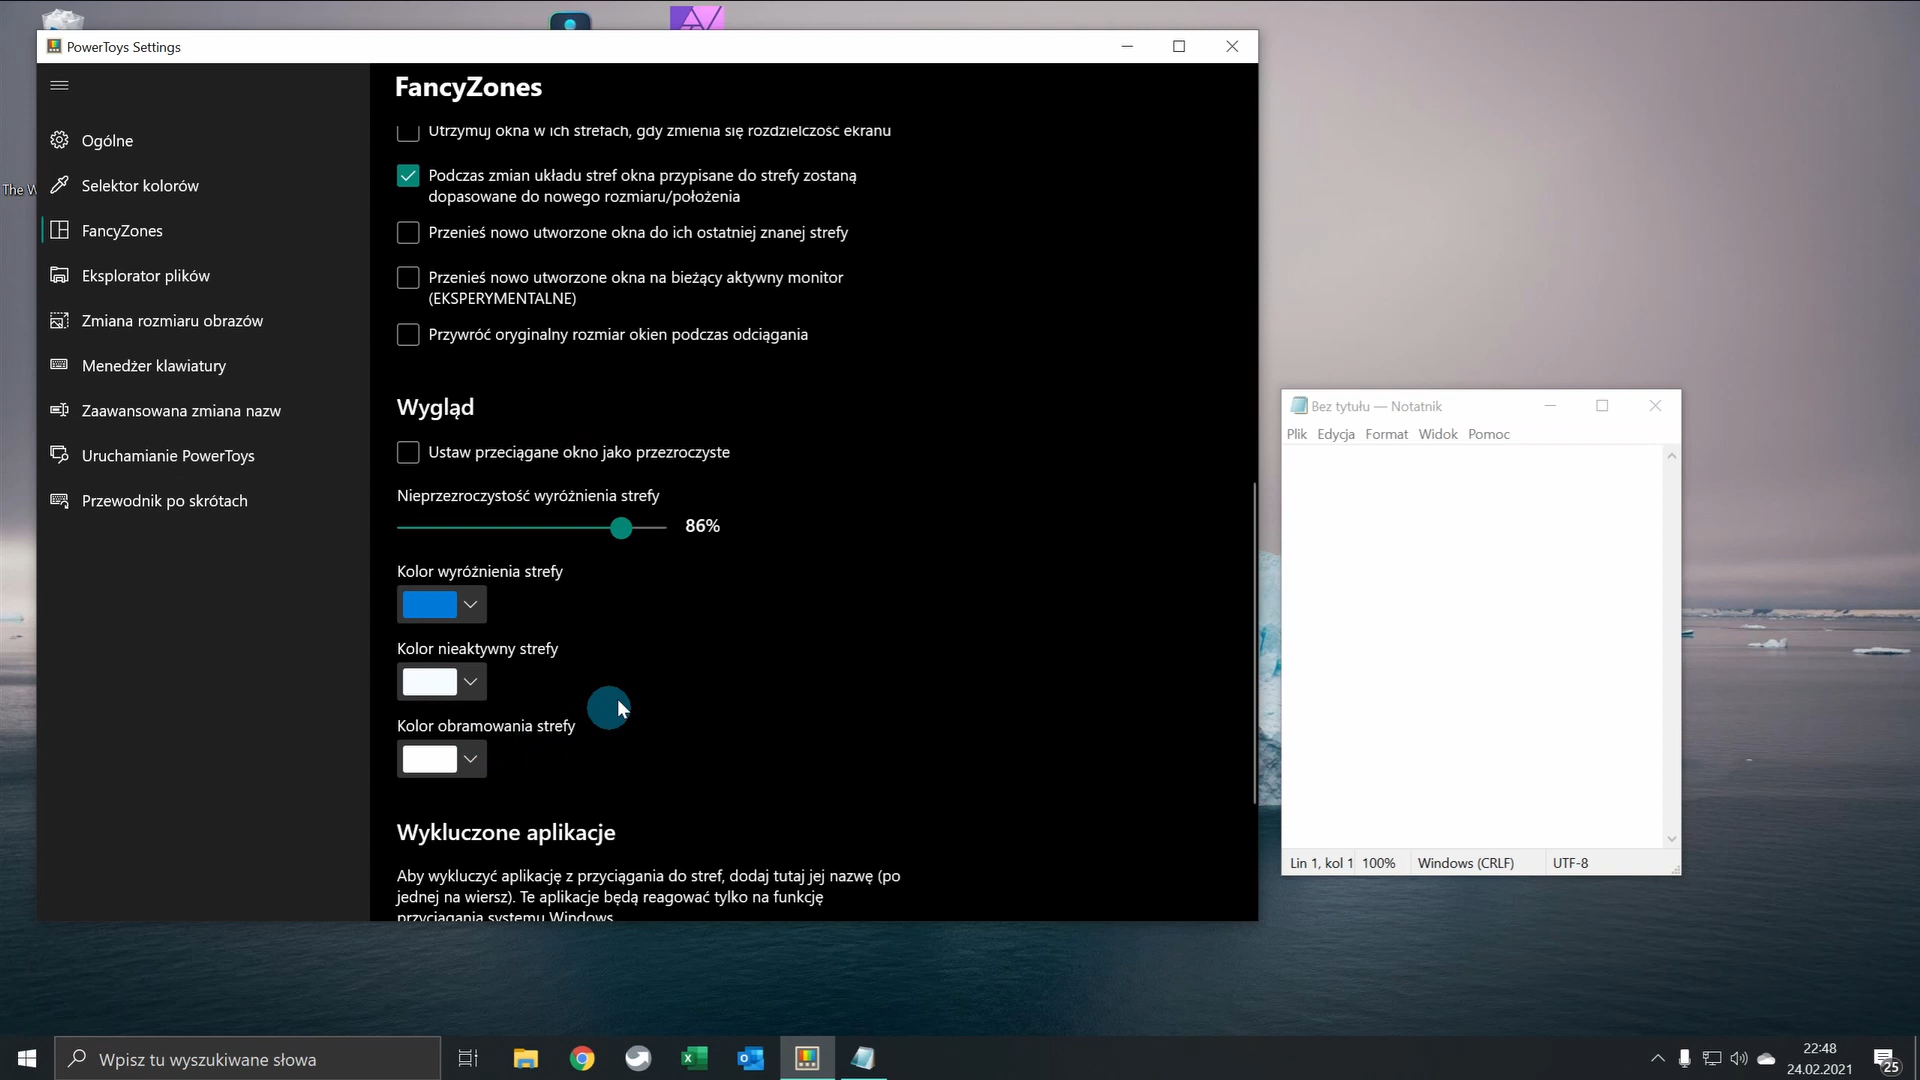 PowerToys Settings
FancyZones
Ogólne
Selektor kolorów
FancyZones
Eksplorator plików
Zmiana rozmiaru obrazów
Menedżer klawiatury
Zaawansowana zmiana nazw
Uruchamianie PowerToys
Przewodnik po skrótach
The W
Utrzymuj okna w ich strefach, gdy zmienia się rozdzielczość ekranu
Podczas zmian układu stref okna przypisane do strefy zostaną
dopasowane do nowego rozmiaru/położenia
Przenieś nowo utworzone okna do ich ostatniej znanej strefy
Przenieś nowo utworzone okna na bieżący aktywny monitor
(EKSPERYMENTALNE)
Przywróć oryginalny rozmiar okien podczas odciągania
Wygląd
Ustaw przeciągane okno jako przezroczyste
Nieprzezroczystość wyróżnienia strefy
86%
Kolor wyróżnienia strefy
Kolor nieaktywny strefy
Kolor obramowania strefy
Wykluczone aplikacje
Aby wykluczyć aplikację z przyciągania do stref, dodaj tutaj jej nazwę (po
jednej na wiersz). Te aplikacje będą reagować tylko na funkcję
przyciągania systemu Windows.
Bez tytułu — Notatnik
Plik Edycja Format Widok Pomoc
Lin 1, kol 1 100% Windows (CRLF) UTF-8
Wpisz tu wyszukiwane słowa
22:48
24.02.2021
25